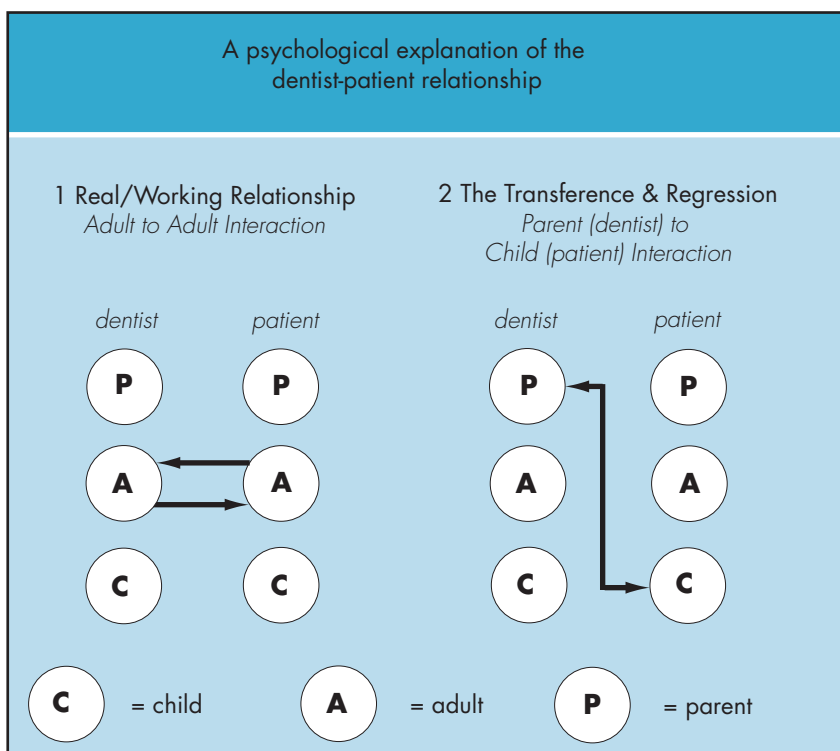 A psychological explanation of the
dentist-patient relationship
1 Real/Working Relationship
Adult to Adult Interaction
dentist
patient
P
P
A
A
C
C
2 The Transference & Regression
Parent (dentist) to
Child (patient) Interaction
dentist
patient
P
P
A
A
C
C
C = child
A = adult
P = parent